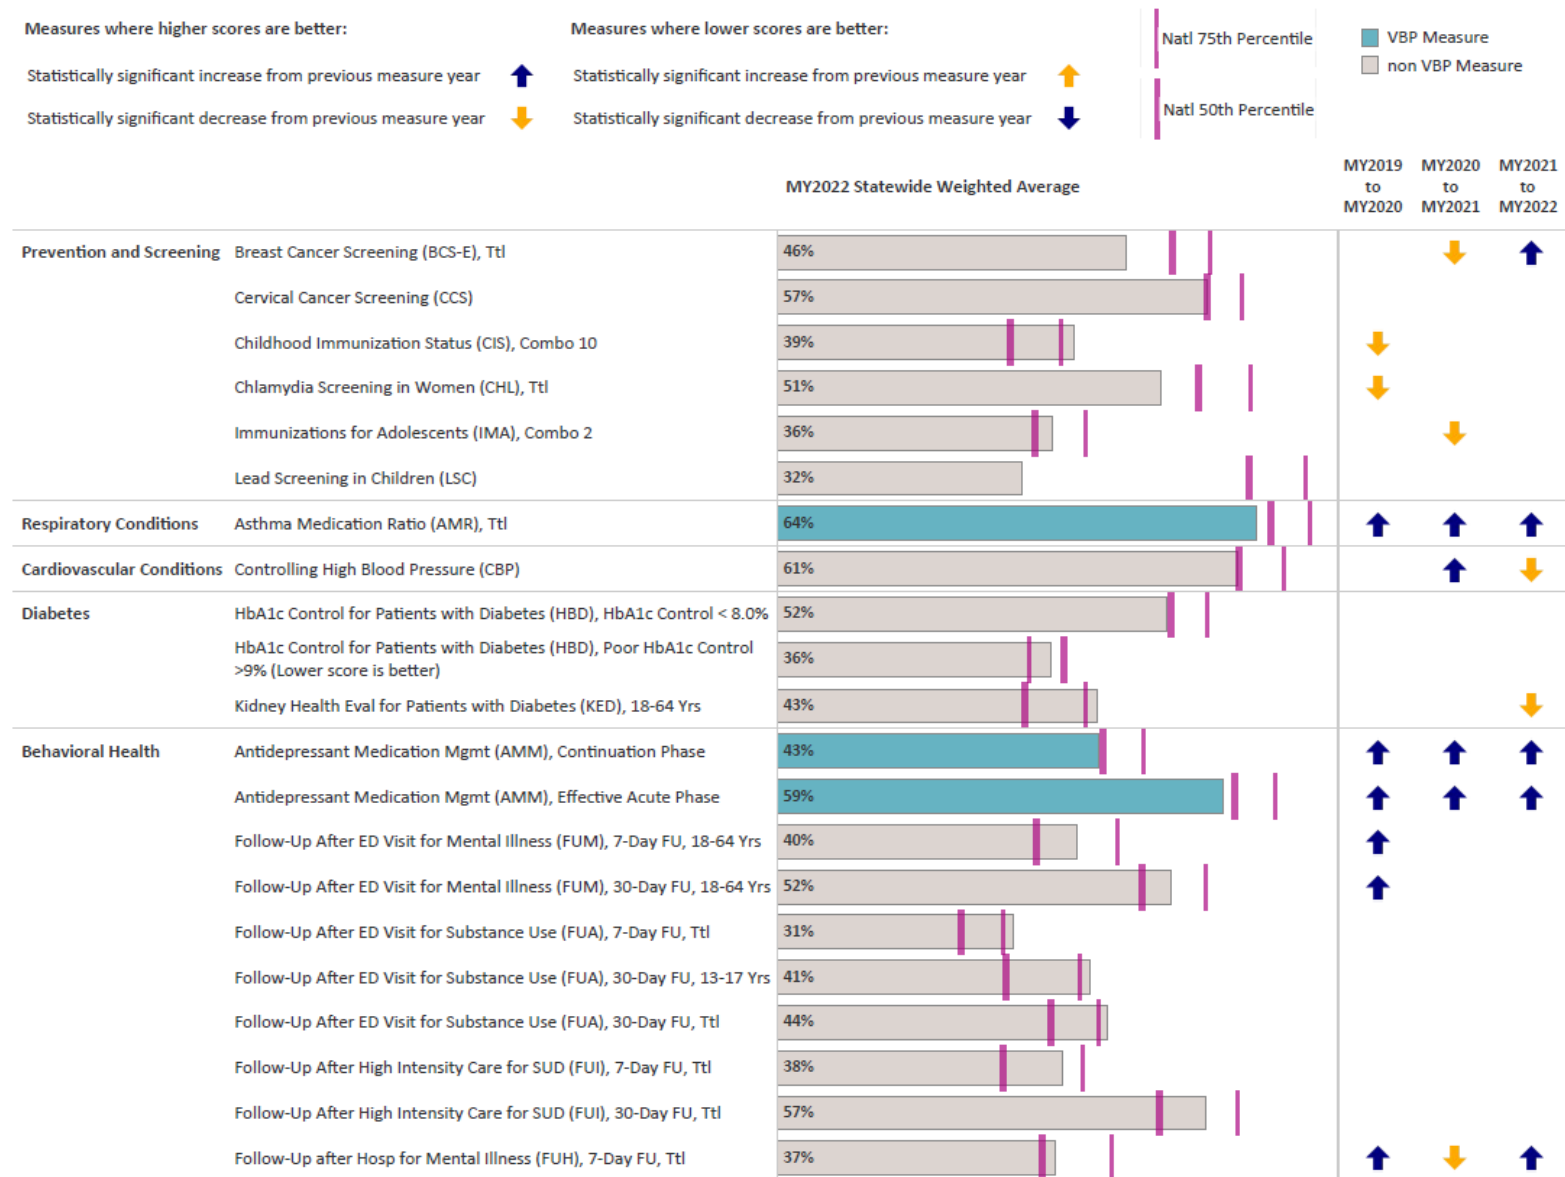 Measures where higher scores are better:
Statistically significant increase from previous measure year
Statistically significant decrease from previous measure year
Measures where lower scores are better:
Statistically significant increase from previous measure year
Statistically significant decrease from previous measure year
Natl 75th Percentile
Natl 50th Percentile
VBP Measure
non VBP Measure
MY2022 Statewide Weighted Average
MY2019 to MY2020
MY2020 to MY2021
MY2021 to MY2022
Prevention and Screening Breast Cancer Screening (BCS-E), Ttl 46%
Cervical Cancer Screening (CCS) 57%
Childhood Immunization Status (CIS), Combo 10 39%
Chlamydia Screening in Women (CHL), Ttl 51%
Immunizations for Adolescents (IMA), Combo 2 36%
Lead Screening in Children (LSC) 32%
Respiratory Conditions Asthma Medication Ratio (AMR), Ttl 64%
Cardiovascular Conditions Controlling High Blood Pressure (CBP) 61%
Diabetes HbA1c Control for Patients with Diabetes (HBD), HbA1c Control < 8.0% 52%
HbA1c Control for Patients with Diabetes (HBD), Poor HbA1c Control
>9% (Lower score is better) 36%
Kidney Health Eval for Patients with Diabetes (KED), 18-64 Yrs 43%
Behavioral Health Antidepressant Medication Mgmt (AMM), Continuation Phase 43%
Antidepressant Medication Mgmt (AMM), Effective Acute Phase 59%
Follow-Up After ED Visit for Mental Illness (FUM), 7-Day FU, 18-64 Yrs 40%
Follow-Up After ED Visit for Mental Illness (FUM), 30-Day FU, 18-64 Yrs 52%
Follow-Up After ED Visit for Substance Use (FUA), 7-Day FU, Ttl 31%
Follow-Up After ED Visit for Substance Use (FUA), 30-Day FU, 13-17 Yrs 41%
Follow-Up After ED Visit for Substance Use (FUA), 30-Day FU, Ttl 44%
Follow-Up After High Intensity Care for SUD (FUI), 7-Day FU, Ttl 38%
Follow-Up After High Intensity Care for SUD (FUI), 30-Day FU, Ttl 57%
Follow-Up after Hosp for Mental Illness (FUH), 7-Day FU, Ttl 37%